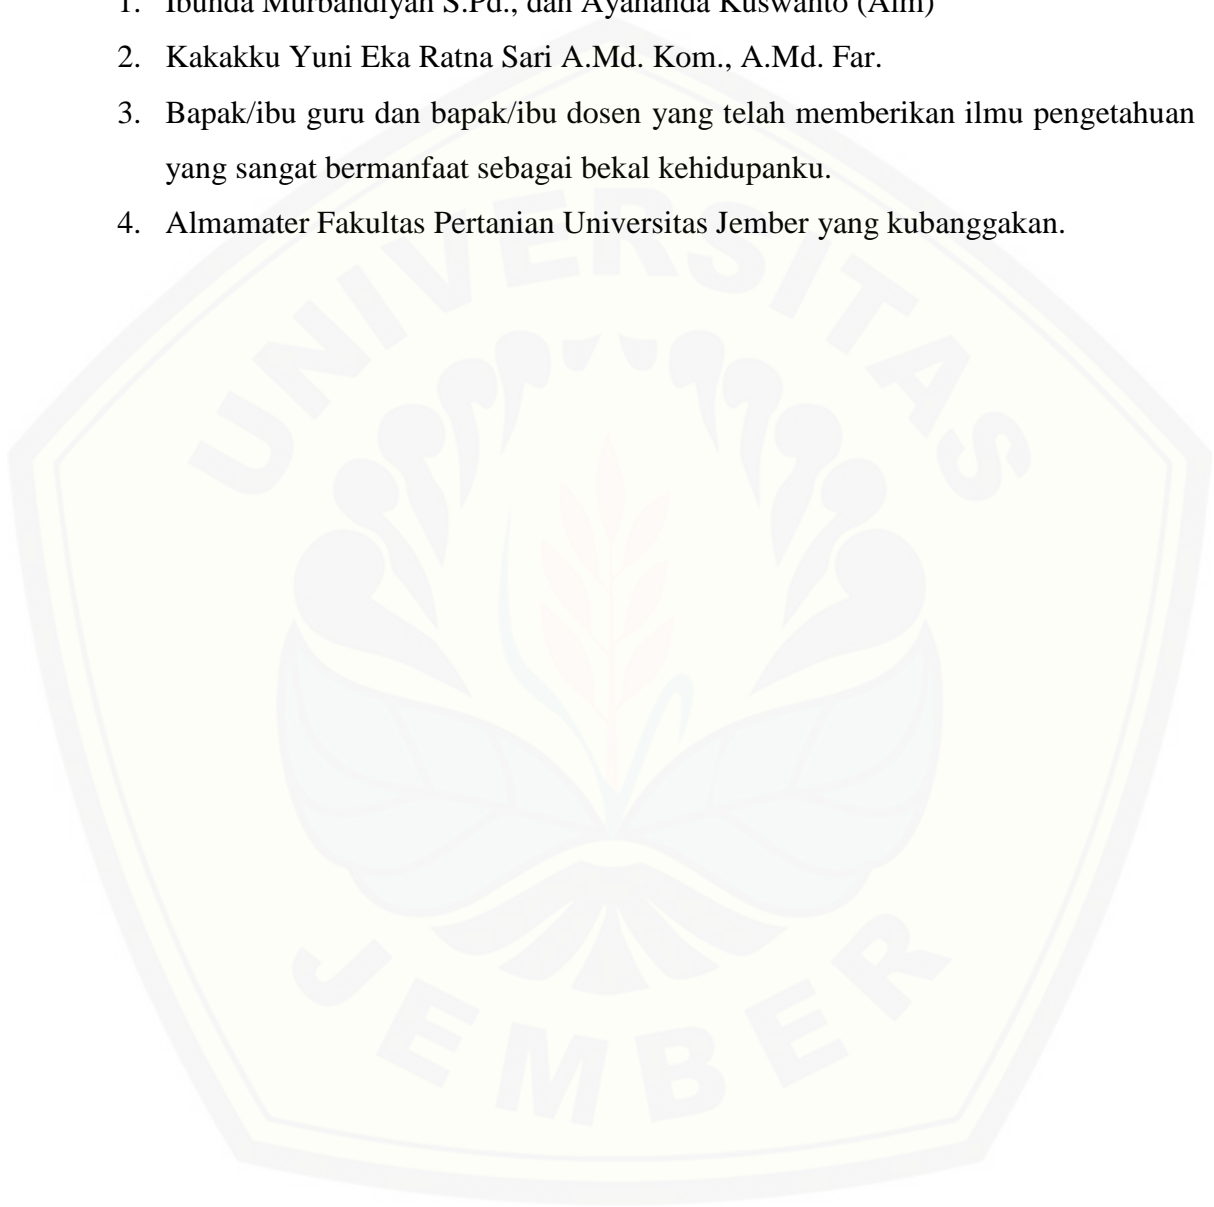 1. Ibunda Murbandiyah S.Pd., dan Ayahanda Kuswanto (Alm)
2. Kakakku Yuni Eka Ratna Sari A.Md. Kom., A.Md. Far.
3. Bapak/ibu guru dan bapak/ibu dosen yang telah memberikan ilmu pengetahuan
yang sangat bermanfaat sebagai bekal kehidupanku.
4. Almamater Fakultas Pertanian Universitas Jember yang kubanggakan.
UNIVERSITAS
JEMBER